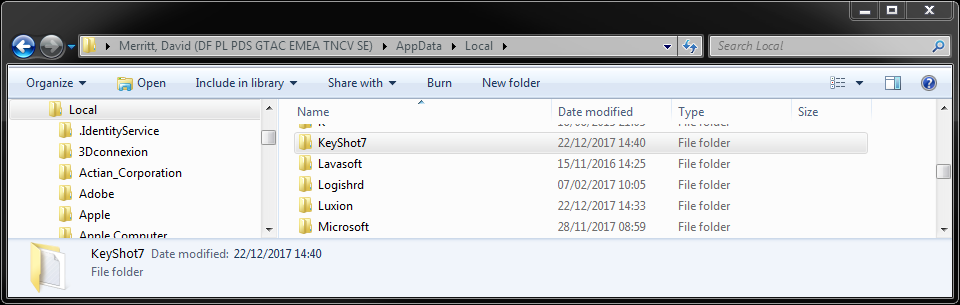 Merritt, David (DF PL PDS GTAC EMEA TNCV SE) AppData Local Search Local
Organize Open Include in library Share with Burn New folder
Local
.IdentityService
3Dconnexion
Actian_Corporation
Adobe
Apple
Apple Computer
Name Date modified Type Size
KeyShot7 22/12/2017 14:40 File folder
Lavasoft 15/11/2016 14:25 File folder
Logishrd 07/02/2017 10:05 File folder
Luxion 22/12/2017 14:33 File folder
Microsoft 28/11/2017 08:59 File folder
KeyShot7 Date modified: 22/12/2017 14:40
File folder